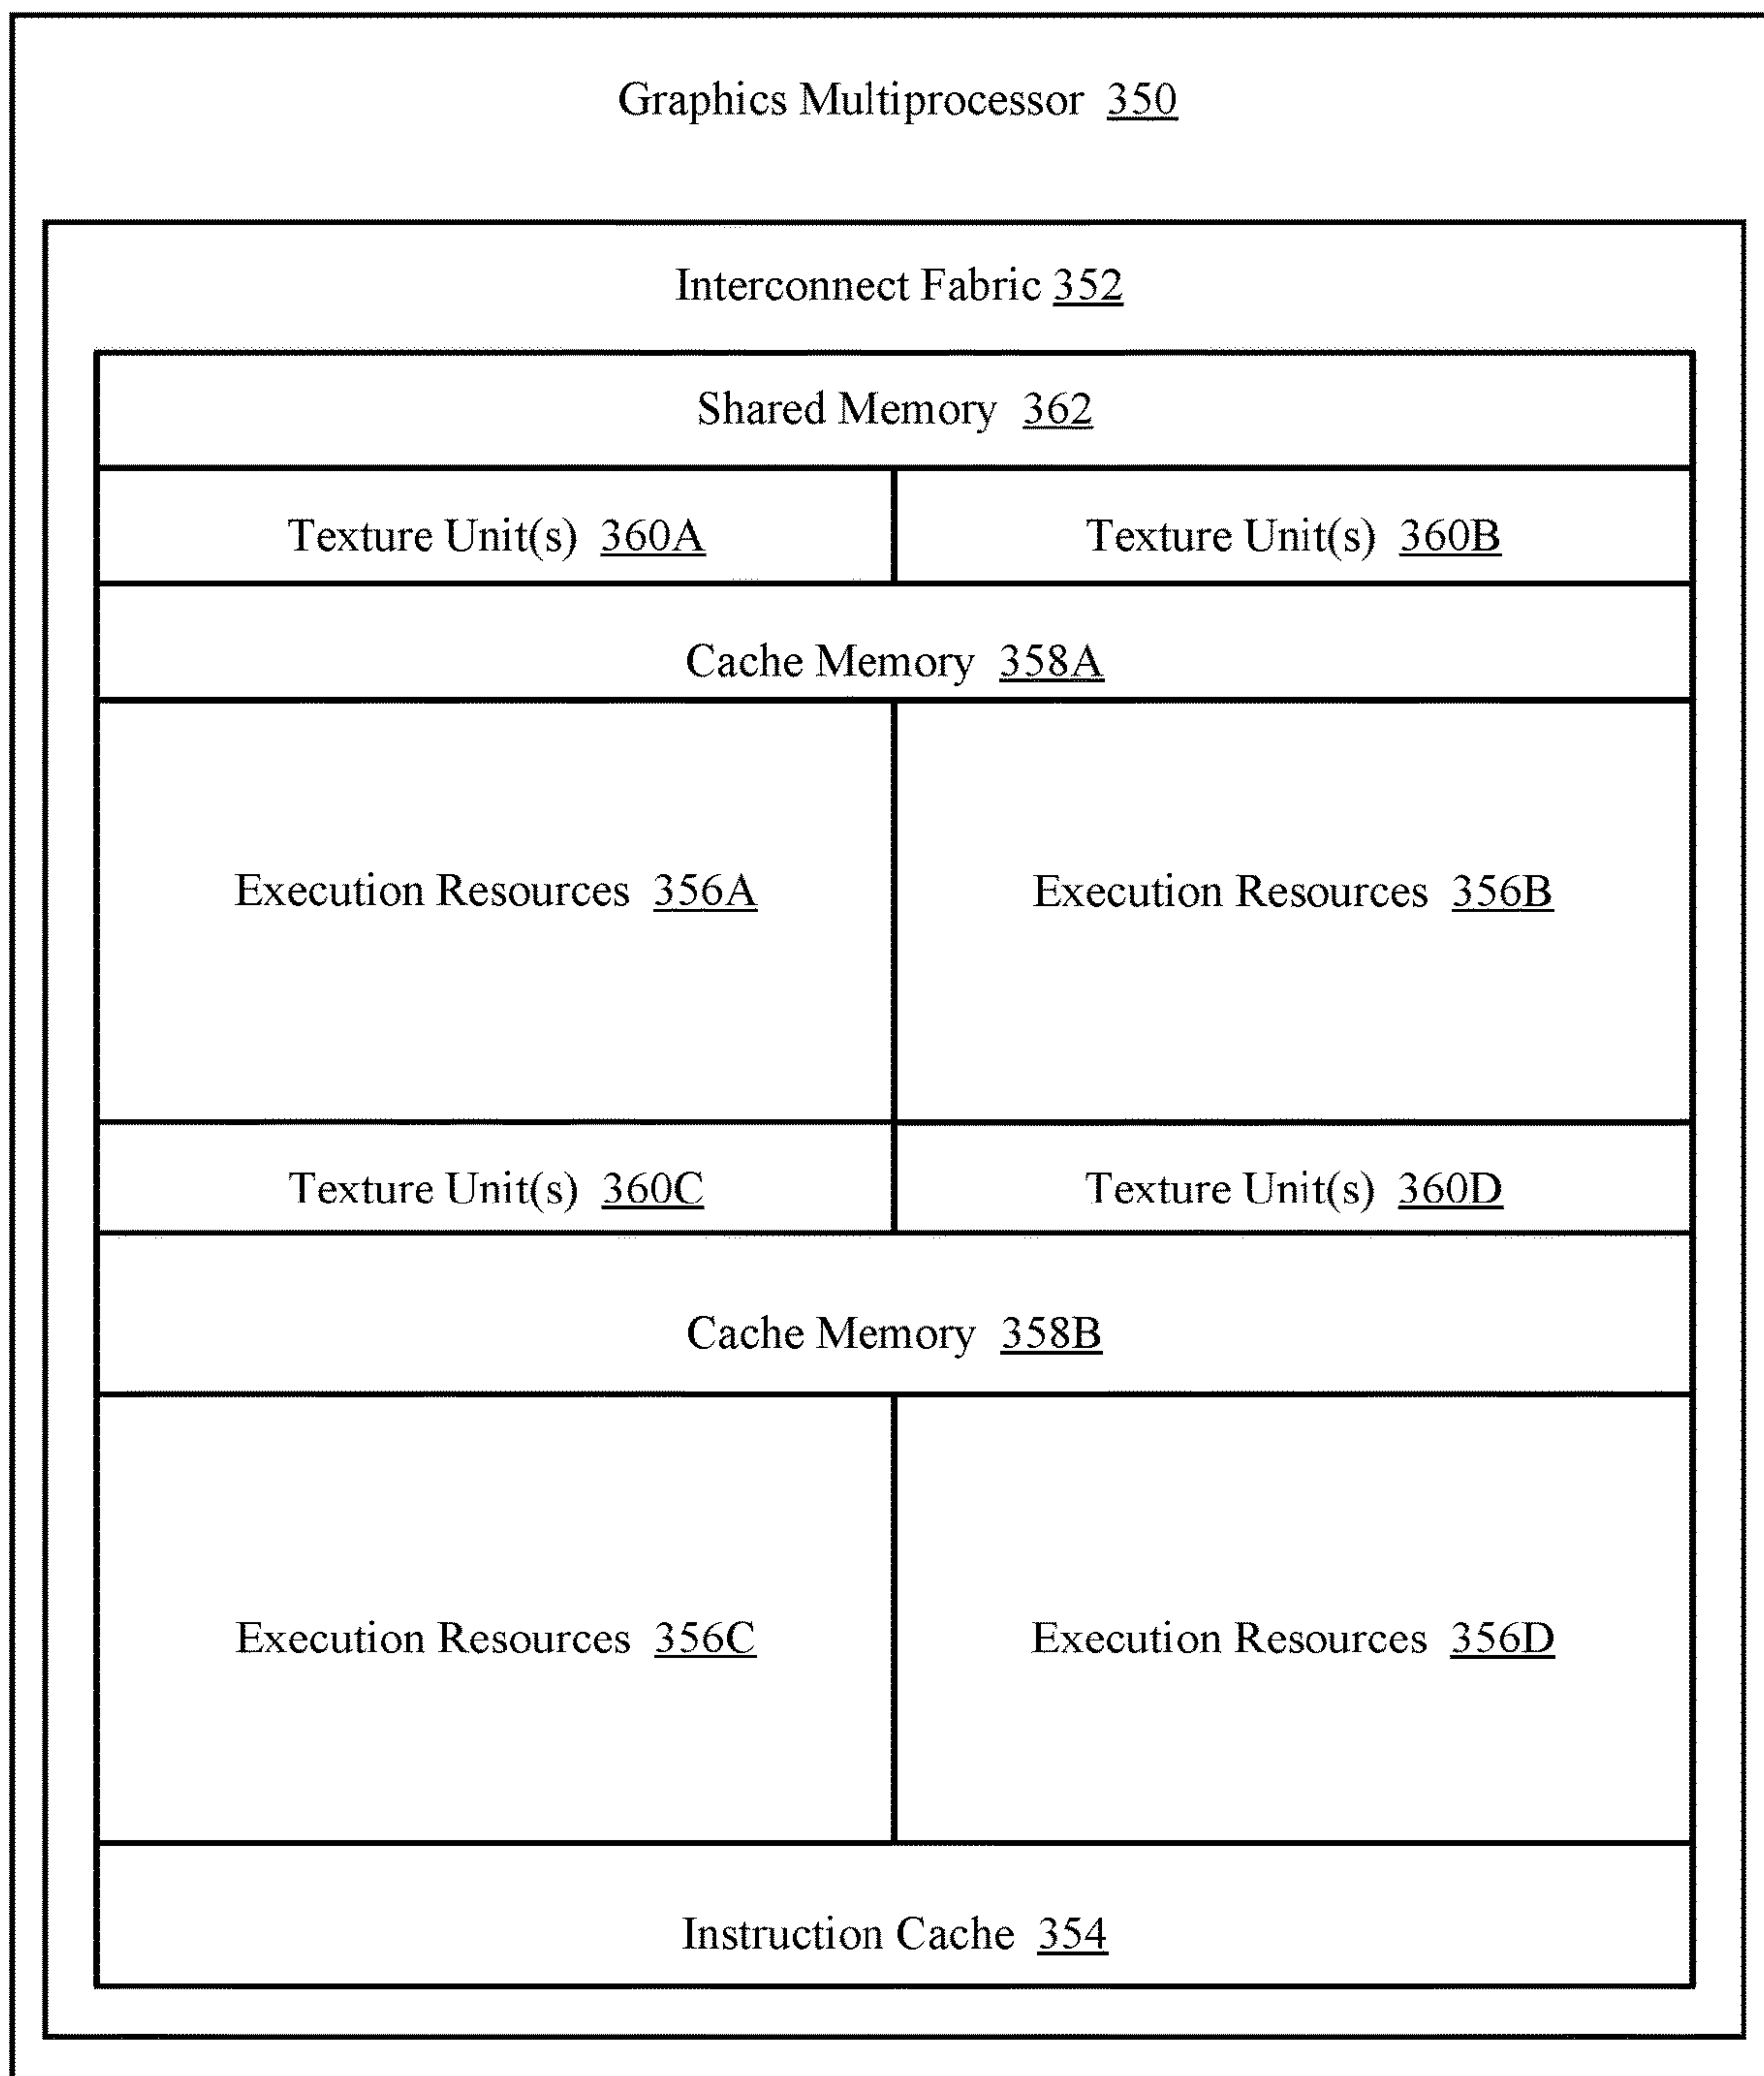 Graphics Multiprocessor 350
Interconnect Fabric 352
Shared Memory 362
Texture Unit(s) 360A
Texture Unit(s) 360B
Cache Memory 358A
Execution Resources 356A
Execution Resources 356B
Texture Unit(s) 360C
Texture Unit(s) 360D
Cache Memory 358B
Execution Resources 356C
Execution Resources 356D
Instruction Cache 354